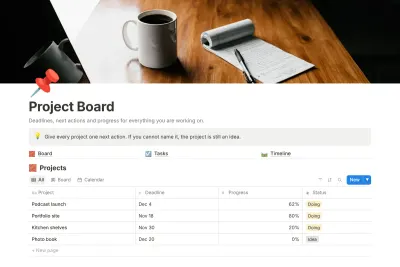 Project Board
Deadlines, next actions and progress for everything you are working on.
Give every project one next action. If you cannot name it, the project is still an idea.
Board
Tasks
Timeline
Projects
All Board Calendar New
Project Deadline Progress Status
Podcast launch Dec 4 62% Doing
Portfolio site Nov 18 80% Doing
Kitchen shelves Nov 30 20% Doing
Photo book Dec 20 0% Idea
+ New page